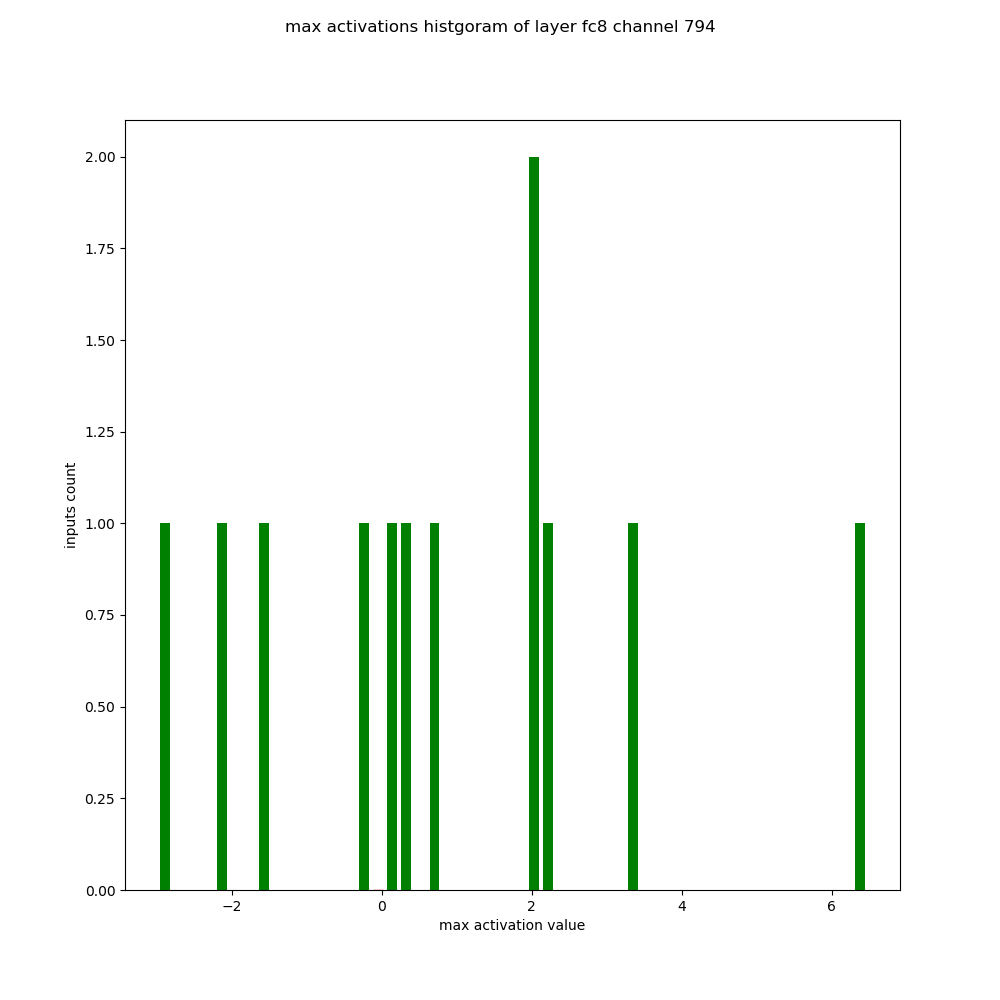 max activations histgoram of layer fc8 channel 794
2.00
1.75
1.50
1.25
1.00
0.75
0.50
0.25
0.00
inputs count
−2 0 2 4 6
max activation value